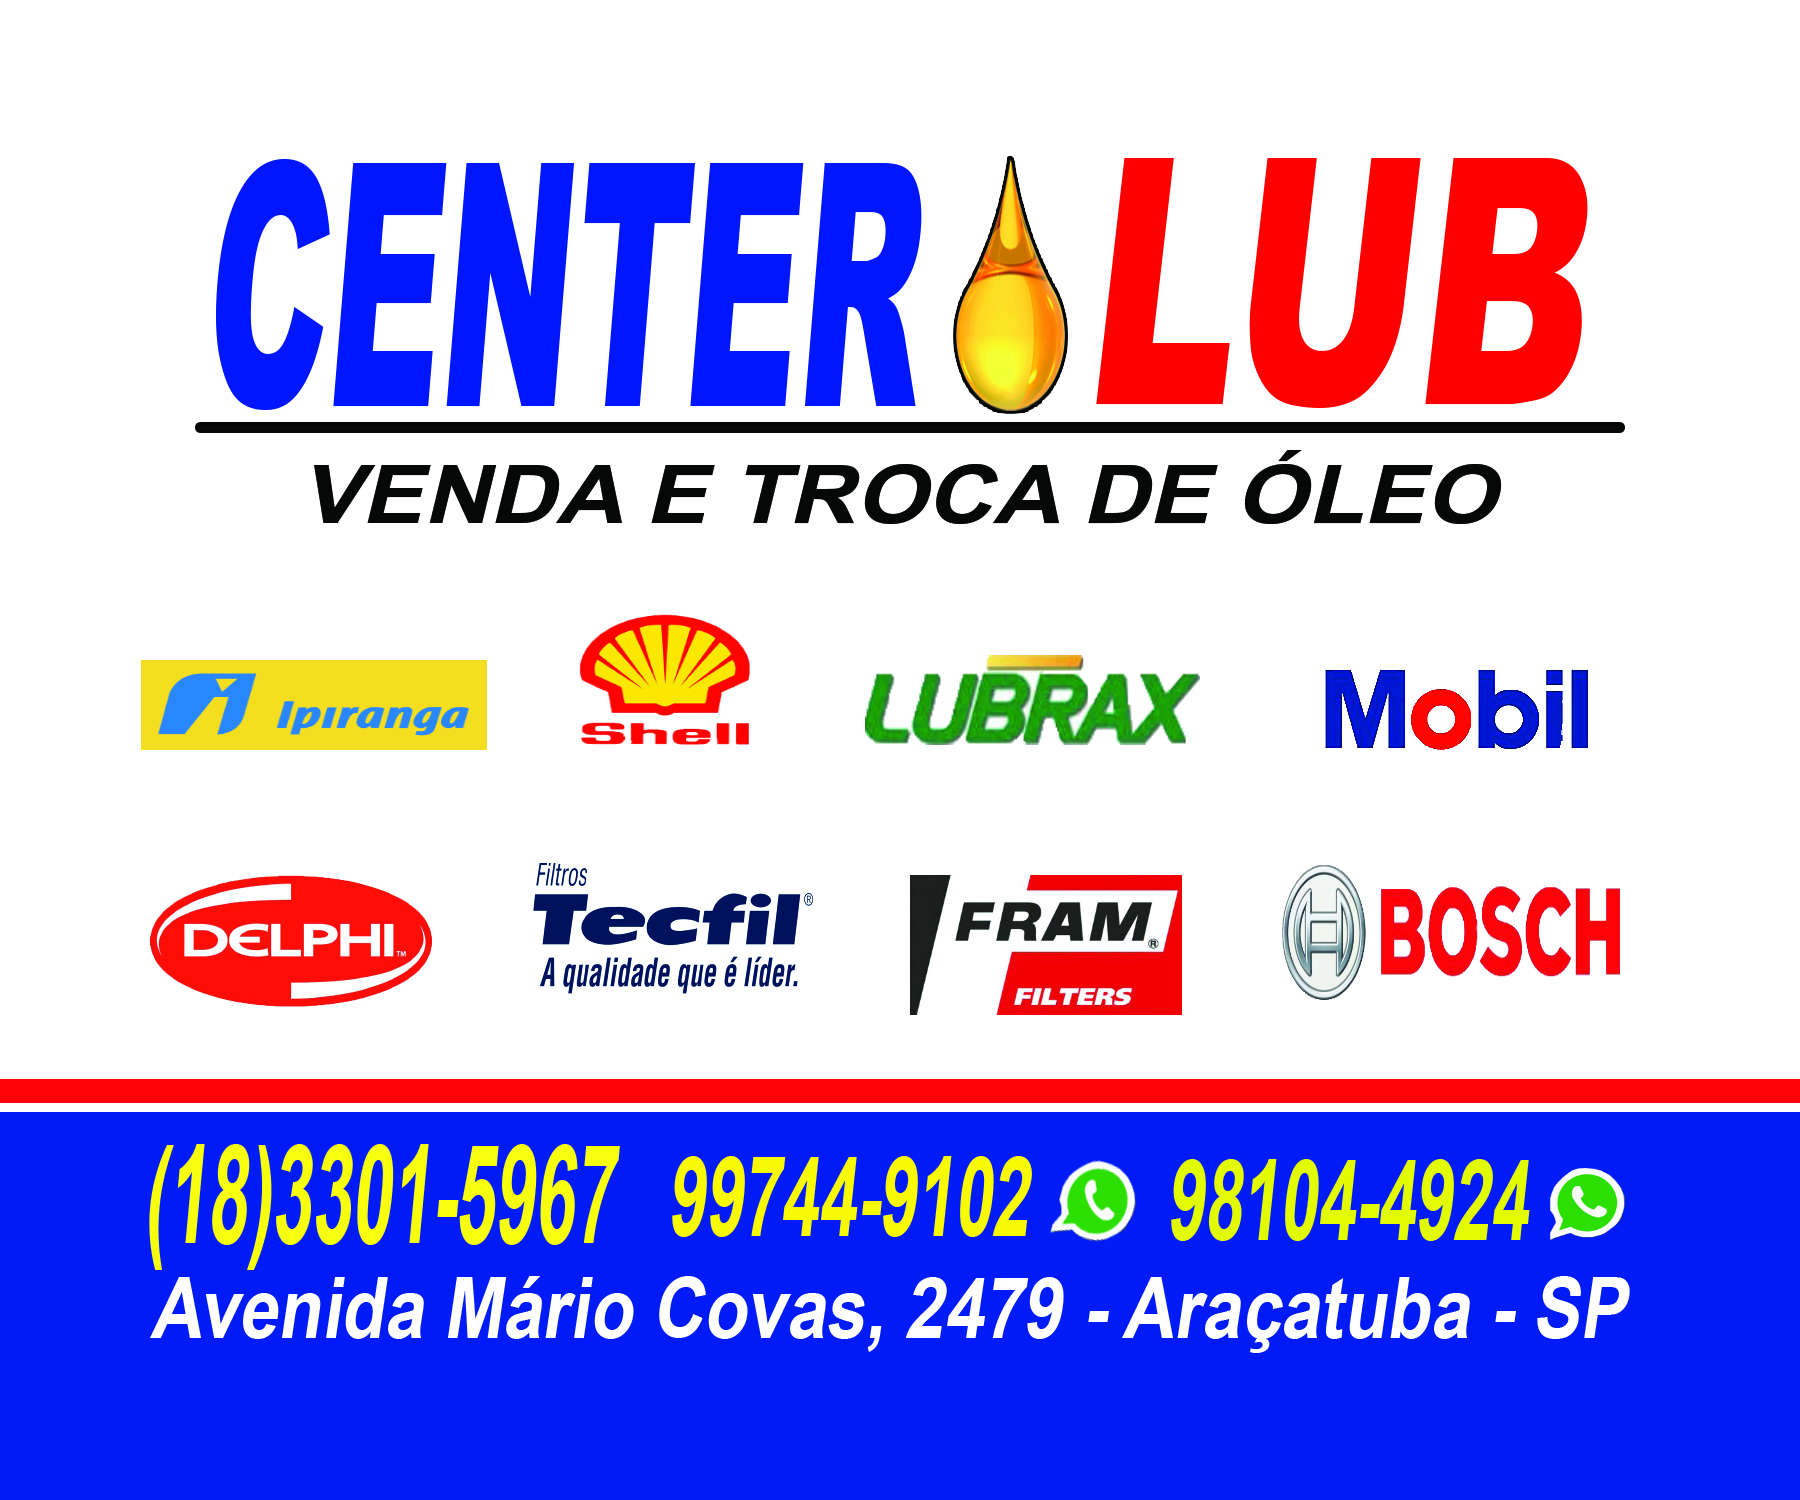 CENTER LUB
VENDA E TROCA DE ÓLEO
Ipiranga
Shell
LUBRAX
Mobil
DELPHI™
Filtros
Tecfil®
A qualidade que é líder.
FRAM®
FILTERS
BOSCH
(18)3301-5967 99744-9102 98104-4924
Avenida Mário Covas, 2479 - Araçatuba - SP